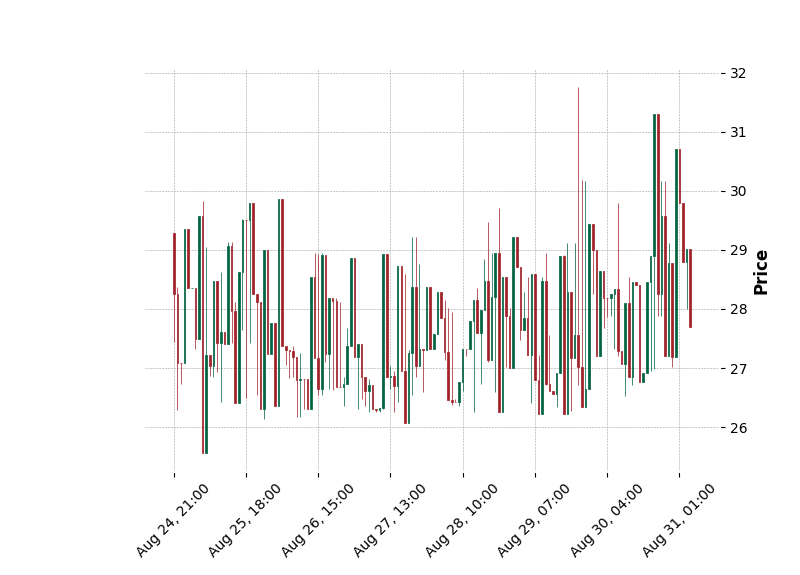 32
31
30
29
28
27
26
Price
Aug 24, 21:00
Aug 25, 18:00
Aug 26, 15:00
Aug 27, 13:00
Aug 28, 10:00
Aug 29, 07:00
Aug 30, 04:00
Aug 31, 01:00